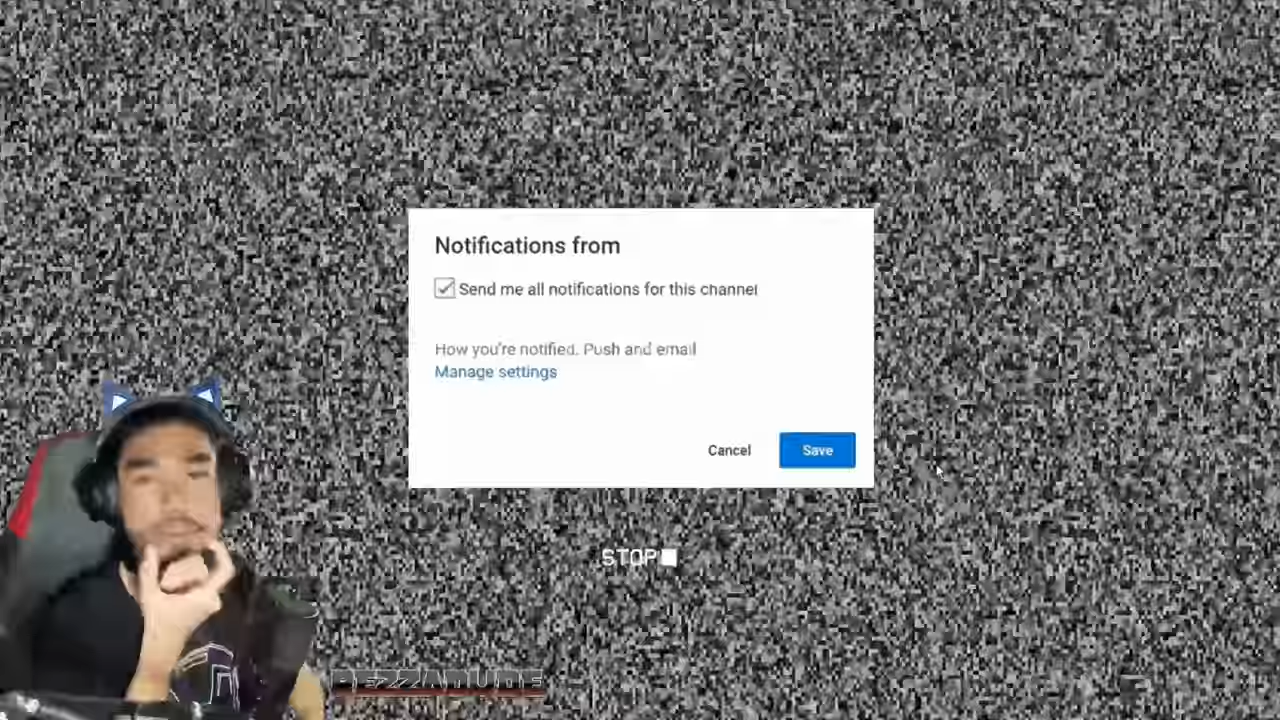 Notifications from
Send me all notifications for this channel
How you're notified. Push and email
Manage settings
Cancel
Save
STOP
PEZZADUDE